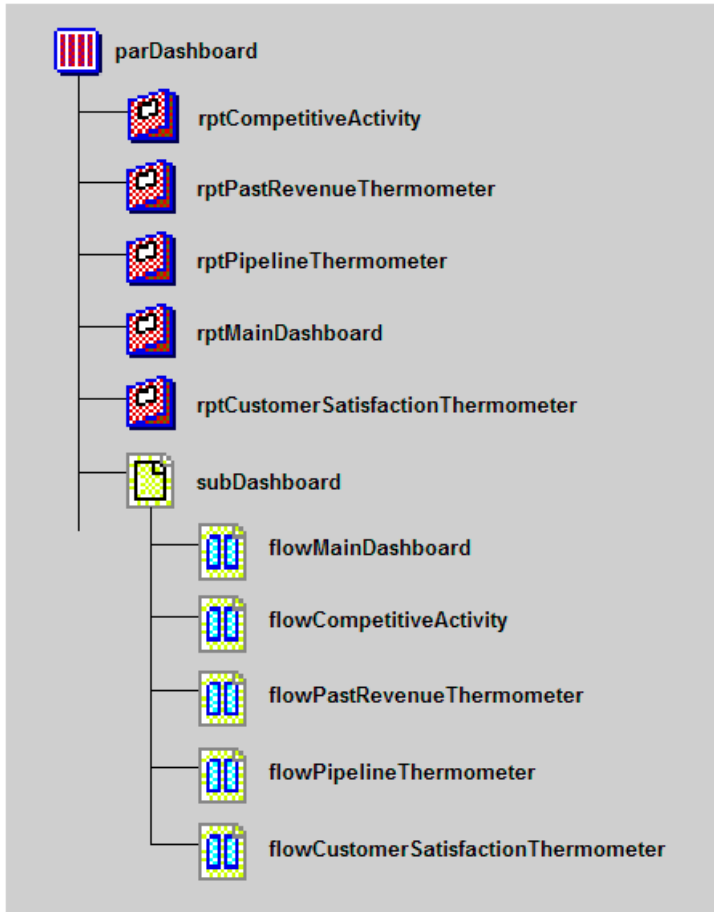 parDashboard
rptCompetitiveActivity
rptPastRevenueThermometer
rptPipelineThermometer
rptMainDashboard
rptCustomerSatisfactionThermometer
subDashboard
flowMainDashboard
flowCompetitiveActivity
flowPastRevenueThermometer
flowPipelineThermometer
flowCustomerSatisfactionThermometer